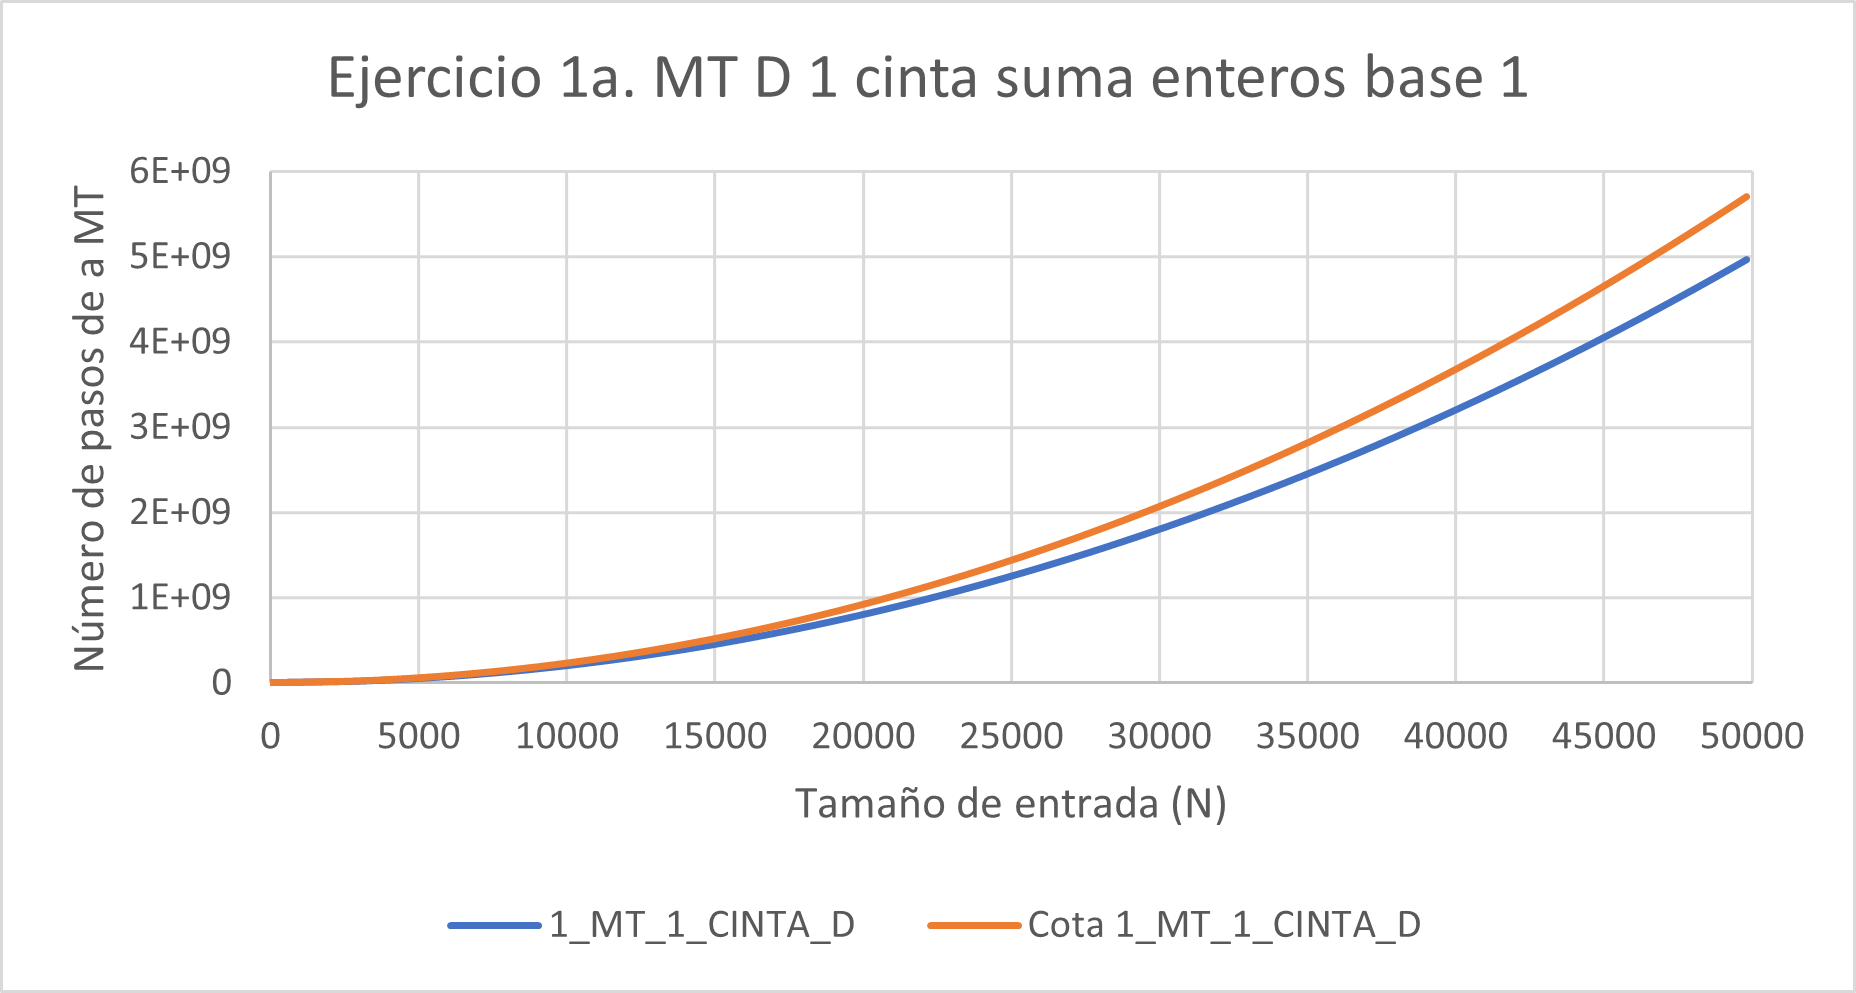 Ejercicio 1a. MT D 1 cinta suma enteros base 1
Número de pasos de a MT
6E+09
5E+09
4E+09
3E+09
2E+09
1E+09
0
0 5000 10000 15000 20000 25000 30000 35000 40000 45000 50000
Tamaño de entrada (N)
1_MT_1_CINTA_D Cota 1_MT_1_CINTA_D